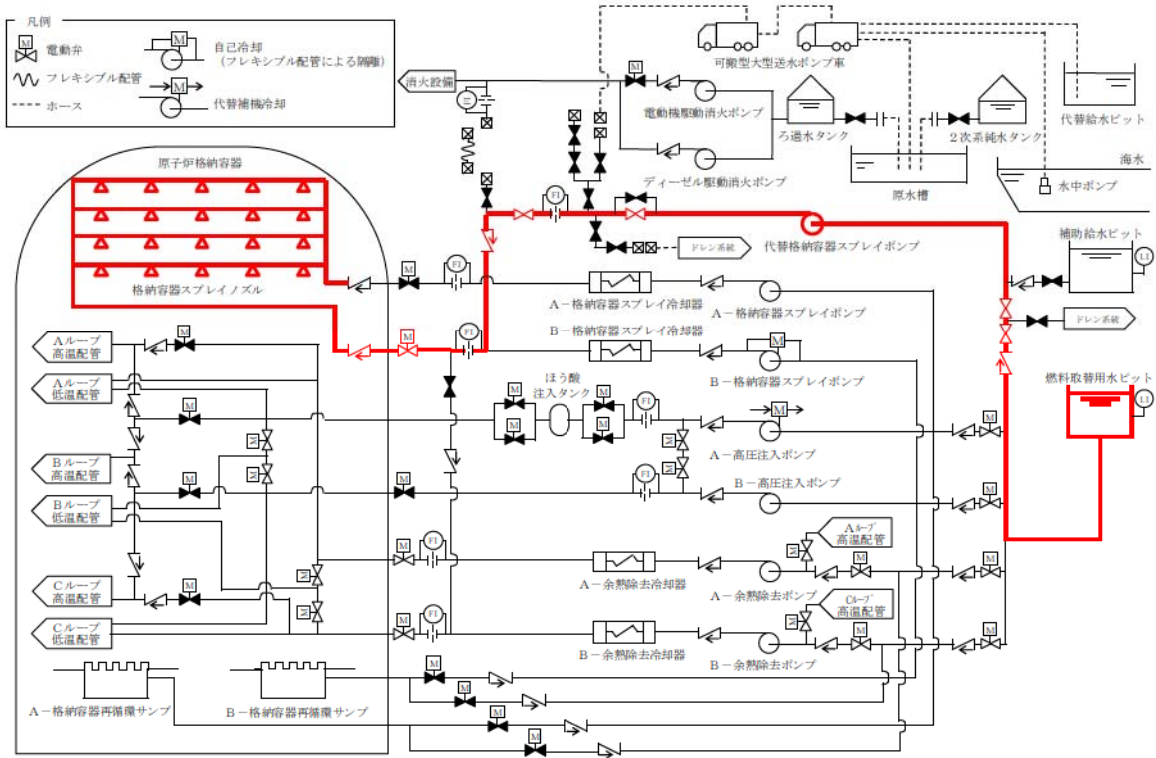 凡例
M
電動弁
フレキシブル配管
ホース
M
自己冷却
(フレキシブル配管による隔離)
M
代替補機冷却
可搬型大型送水ポンプ車
消火設備
M
電動機駆動消火ポンプ
ディーゼル駆動消火ポンプ
ろ過水タンク
2次系純水タンク
原水槽
代替給水ピット
海水
水中ポンプ
原子炉格納容器
格納容器スプレイノズル
FI
代替格納容器スプレイポンプ
ドレン系統
補助給水ピット
LI
ドレン系統
燃料取替用水ピット
LI
M
FI
A-格納容器スプレイ冷却器
A-格納容器スプレイポンプ
M
FI
B-格納容器スプレイ冷却器
M
B-格納容器スプレイポンプ
Aループ
高温配管
M
Aループ
低温配管
M
ほう酸
注入タンク
M
M
M
M
FI
M
A-高圧注入ポンプ
M
M
M
M
Bループ
高温配管
M
M
M
FI
B-高圧注入ポンプ
M
Bループ
低温配管
M
FI
A-余熱除去冷却器
A-余熱除去ポンプ
Aループ
高温配管
M
M
M
M
Cループ
高温配管
M
M
Cループ
低温配管
M
FI
B-余熱除去冷却器
B-余熱除去ポンプ
Cループ
高温配管
M
M
M
A-格納容器再循環サンプ
B-格納容器再循環サンプ
M
M
M
M